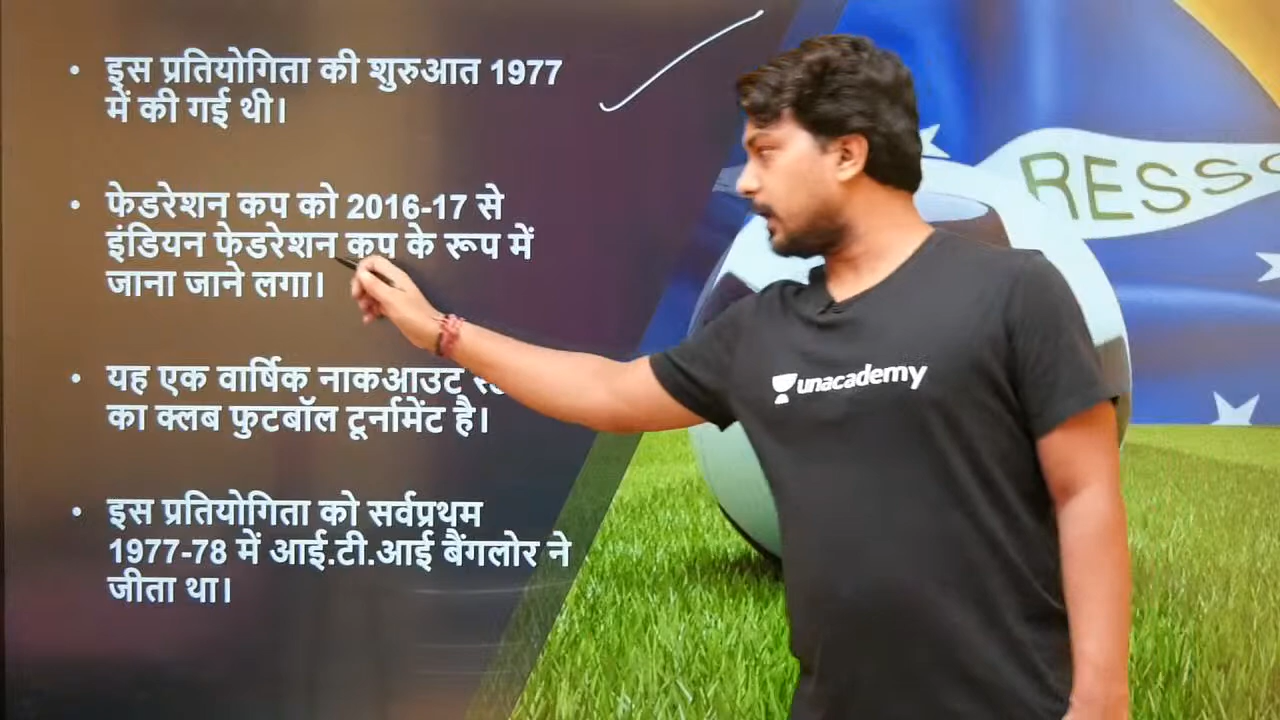 • इस प्रतियोगिता की शुरुआत 1977
में की गई थी।
• फेडरेशन कप को 2016-17 से
इंडियन फेडरेशन कप के रूप में
जाना जाने लगा।
• यह एक वार्षिक नाकआउट
का क्लब फुटबॉल टूर्नामेंट है।
• इस प्रतियोगिता को सर्वप्रथम
1977-78 में आई.टी.आई बैंगलोर ने
जीता था।
RESSO
unacademy